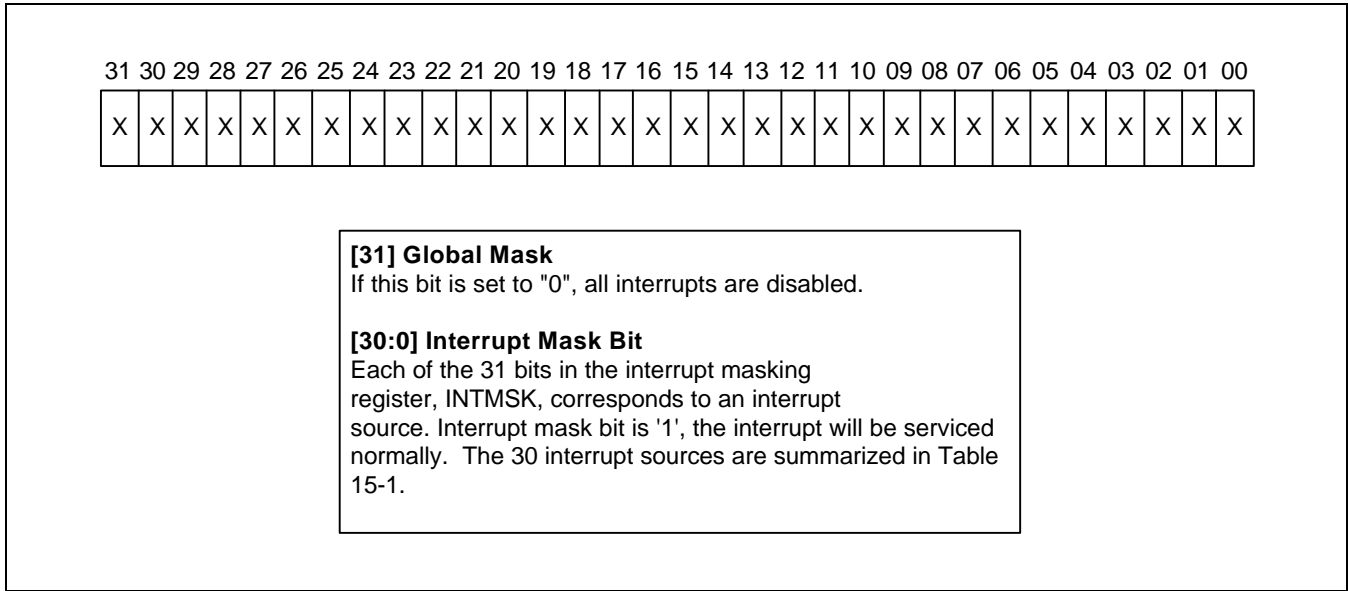 31 30 29 28 27 26 25 24 23 22 21 20 19 18 17 16 15 14 13 12 11 10 09 08 07 06 05 04 03 02 01 00
X X X X X X X X X X X X X X X X X X X X X X X X X X X X X X X X
[31] Global Mask
If this bit is set to "0", all interrupts are disabled.
[30:0] Interrupt Mask Bit
Each of the 31 bits in the interrupt masking
register, INTMSK, corresponds to an interrupt
source. Interrupt mask bit is '1', the interrupt will be serviced
normally. The 30 interrupt sources are summarized in Table
15-1.